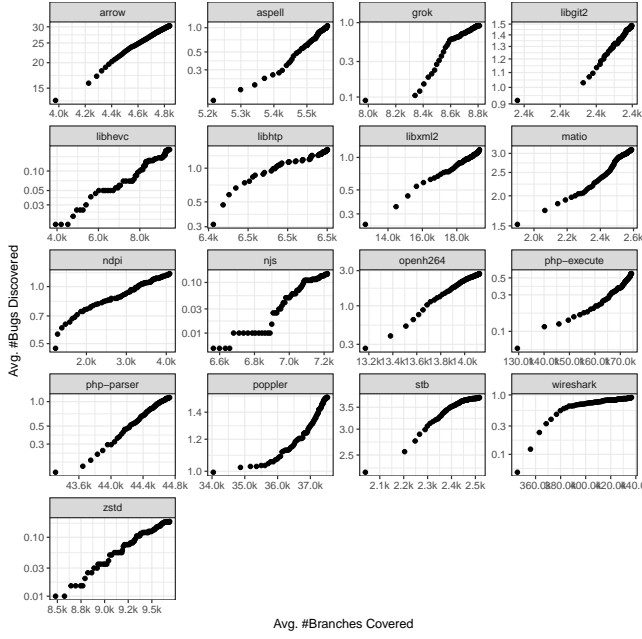 arrow aspell grok libgit2
30 20 15
1.0 0.5 0.3
1.0 0.3 0.1
1.5 1.4 1.3 1.2 1.1 1.0 0.9
4.0k 4.2k 4.4k 4.6k 4.8k
5.2k 5.3k 5.5k
8.0k 8.2k 8.4k 8.6k 8.8k
2.4k 2.4k 2.4k
libhevc libhtp libxml2 matio
0.10 0.05 0.03
1.0 0.5 0.3
1.0 0.5 0.3
3.0 2.0 1.5
4.0k 6.0k 8.0k
6.4k 6.5k 6.5k
14.0k 16.0k 18.0k
2.0k 2.2k 2.4k 2.6k
Avg. #Bugs Discovered
ndpi njs openh264 php−execute
1.0 0.7 0.5
0.10 0.03 0.01
3.0 1.0 0.3
0.5 0.3 0.1
2.0k 3.0k 4.0k
6.6k 6.8k 7.0k 7.2k
13.2k 13.4k 13.6k 13.8k 14.0k
130.0k 140.0k 150.0k 160.0k 170.0k
php−parser poppler stb wireshark
1.0 0.5 0.3
1.4 1.2 1.0
3.5 3.0 2.5
1.0 0.3 0.1
43.6k 44.0k 44.4k 44.8k
34.0k 35.0k 36.0k 37.0k
2.1k 2.2k 2.3k 2.4k 2.5k
360.0k 380.0k 400.0k 420.0k 440.0k
zstd
0.10 0.03 0.01
8.5k 8.8k 9.0k 9.2k 9.5k
Avg. #Branches Covered